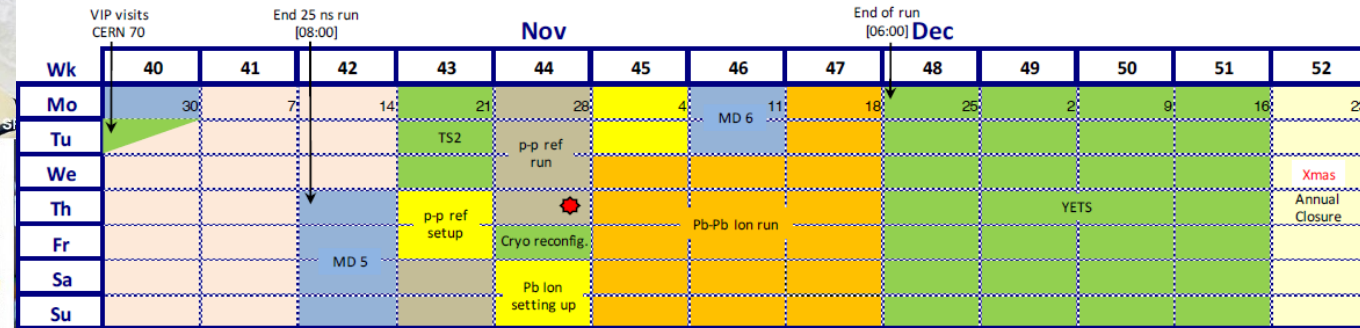 VIP visits
CERN 70
End 25 ns run
[08:00]
Nov
End of run
[06:00] Dec
Wk 40 41 42 43 44 45 46 47 48 49 50 51 52
Mo 30 7 14 21 28 4 11 18 25 2 9 16
MD 6
Tu TS2
p-p ref
run
We Xmas
Th YETS Annual
Closure
p-p ref
setup
Pb-Pb Ion run
Fr Cryo reconfig.
MD 5
Sa
Pb Ion
setting up
Su